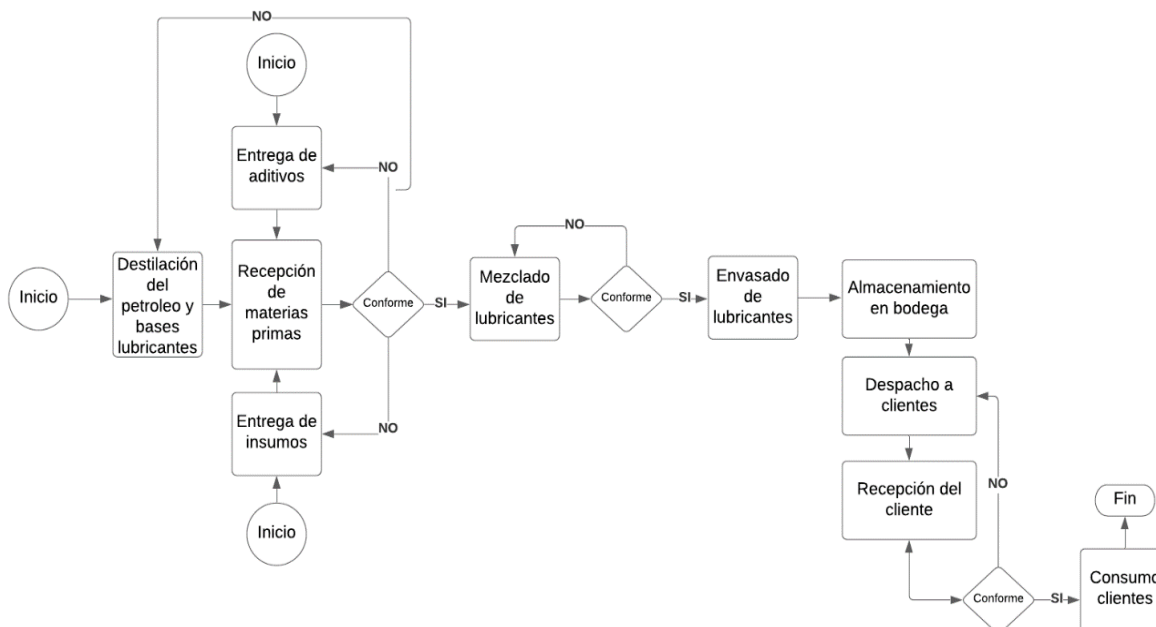 NO
Inicio
Entrega de
aditivos
NO
Inicio
Destilación
del
petroleo y
bases
lubricantes
Recepción
de
materias
primas
Conforme
SI
Mezclado
de
lubricantes
NO
Conforme
SI
Envasado
de
lubricantes
Almacenamiento
en bodega
Entrega de
insumos
NO
Inicio
Despacho a
clientes
Recepción del
cliente
NO
Conforme
SI
Consumo
clientes
Fin